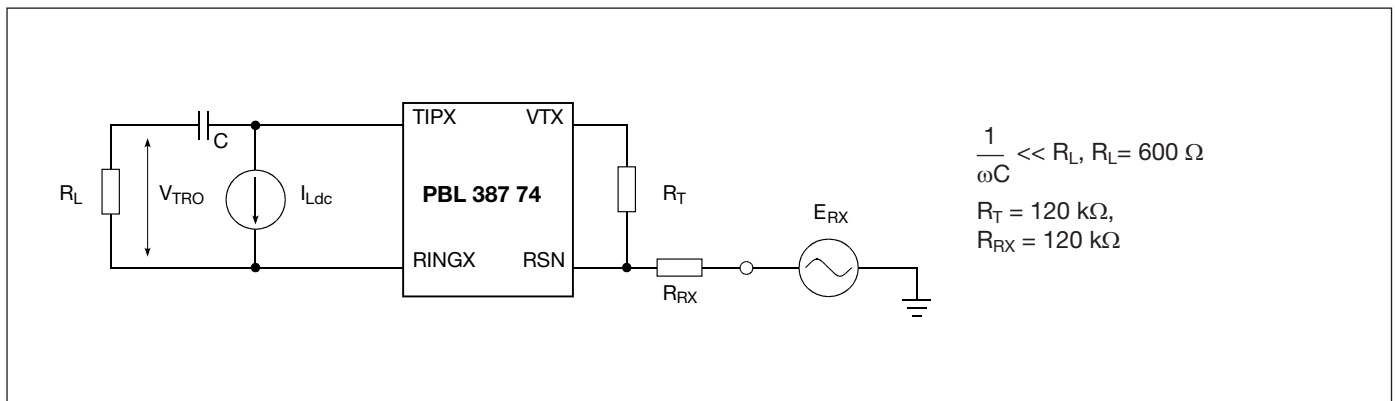 TIPX
VTX
C
R_L
V_TRO
I_Ldc
PBL 387 74
R_T
E_RX
RINGX
RSN
R_RX
1
ωC
<< R_L, R_L= 600 Ω
R_T = 120 kΩ,
R_RX = 120 kΩ